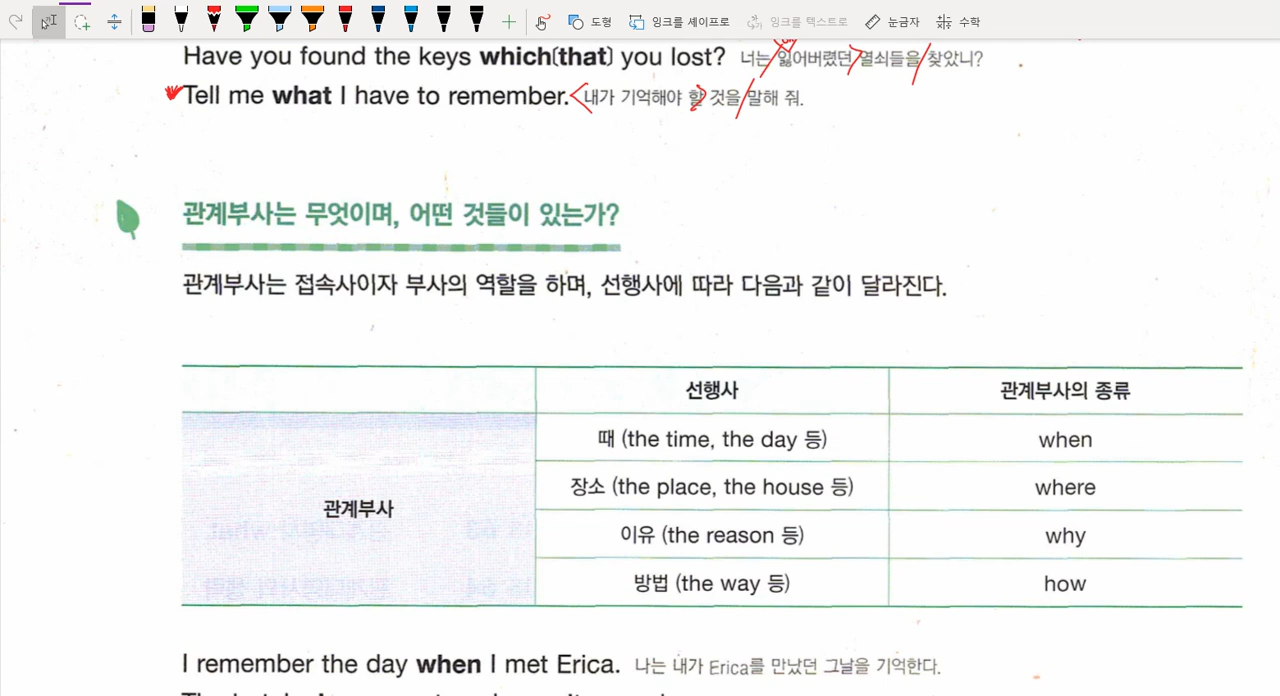 도형
잉크를 셰이프로
잉크를 텍스트로
눈금자
수학
Have you found the keys which(that) you lost? 너는 잃어버렸던 열쇠들을 찾았니?
Tell me what I have to remember. 내가 기억해야 할 것을 말해 줘.
관계부사는 무엇이며, 어떤 것들이 있는가?
관계부사는 접속사이자 부사의 역할을 하며, 선행사에 따라 다음과 같이 달라진다.
선행사 관계부사의 종류
때 (the time, the day 등) when
장소 (the place, the house 등) where
관계부사
이유 (the reason 등) why
방법 (the way 등) how
I remember the day when I met Erica. 나는 내가 Erica를 만났던 그날을 기억한다.